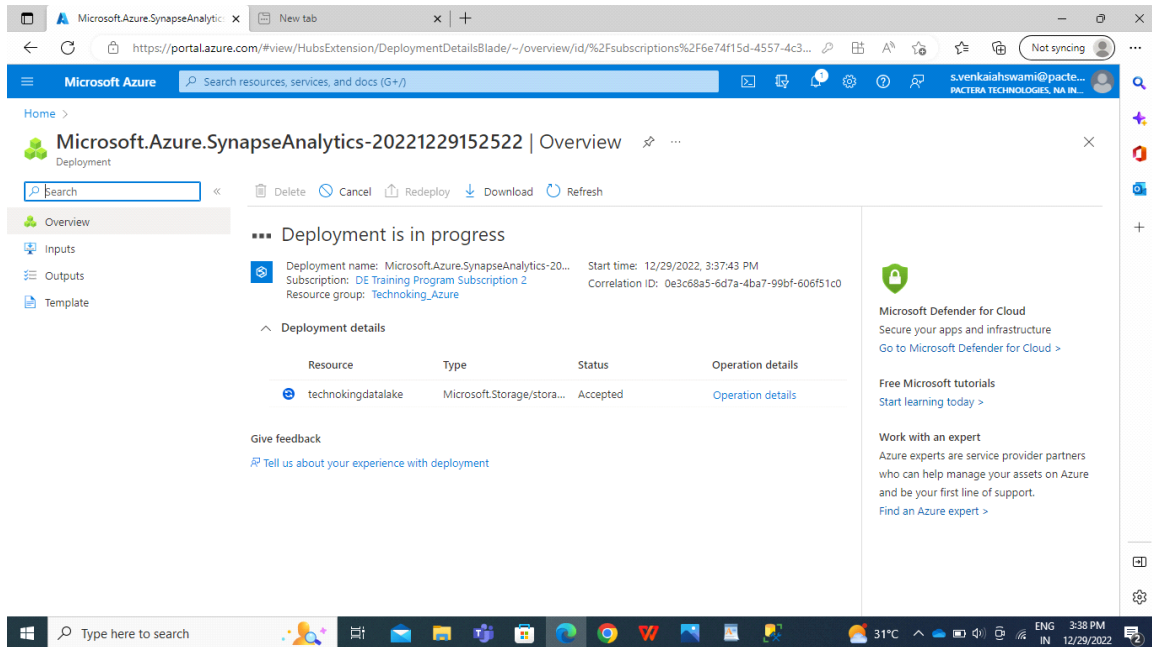 Microsoft.Azure.SynapseAnalytic
New tab
https://portal.azure.com/#view/HubsExtension/DeploymentDetailsBlade/~/overview/id/%2Fsubscriptions%2F6e74f15d-4557-4c3...
Not syncing
Microsoft Azure
Search resources, services, and docs (G+/)
1
s.venkaiahswami@pacte...
PACTERA TECHNOLOGIES, NA IN...
Home >
Microsoft.Azure.SynapseAnalytics-20221229152522 | Overview
Deployment
Search
Delete
Cancel
Redeploy
Download
Refresh
Overview
Inputs
Outputs
Template
Deployment is in progress
Deployment name: Microsoft.Azure.SynapseAnalytics-20...
Subscription: DE Training Program Subscription 2
Resource group: Technoking_Azure
Start time: 12/29/2022, 3:37:43 PM
Correlation ID: 0e3c68a5-6d7a-4ba7-99bf-606f51c0
Deployment details
Resource Type Status Operation details
technokingdatalake Microsoft.Storage/stora... Accepted Operation details
Give feedback
Tell us about your experience with deployment
Microsoft Defender for Cloud
Secure your apps and infrastructure
Go to Microsoft Defender for Cloud >
Free Microsoft tutorials
Start learning today >
Work with an expert
Azure experts are service provider partners
who can help manage your assets on Azure
and be your first line of support.
Find an Azure expert >
Type here to search
31°C
ENG
IN
3:38 PM
12/29/2022
2